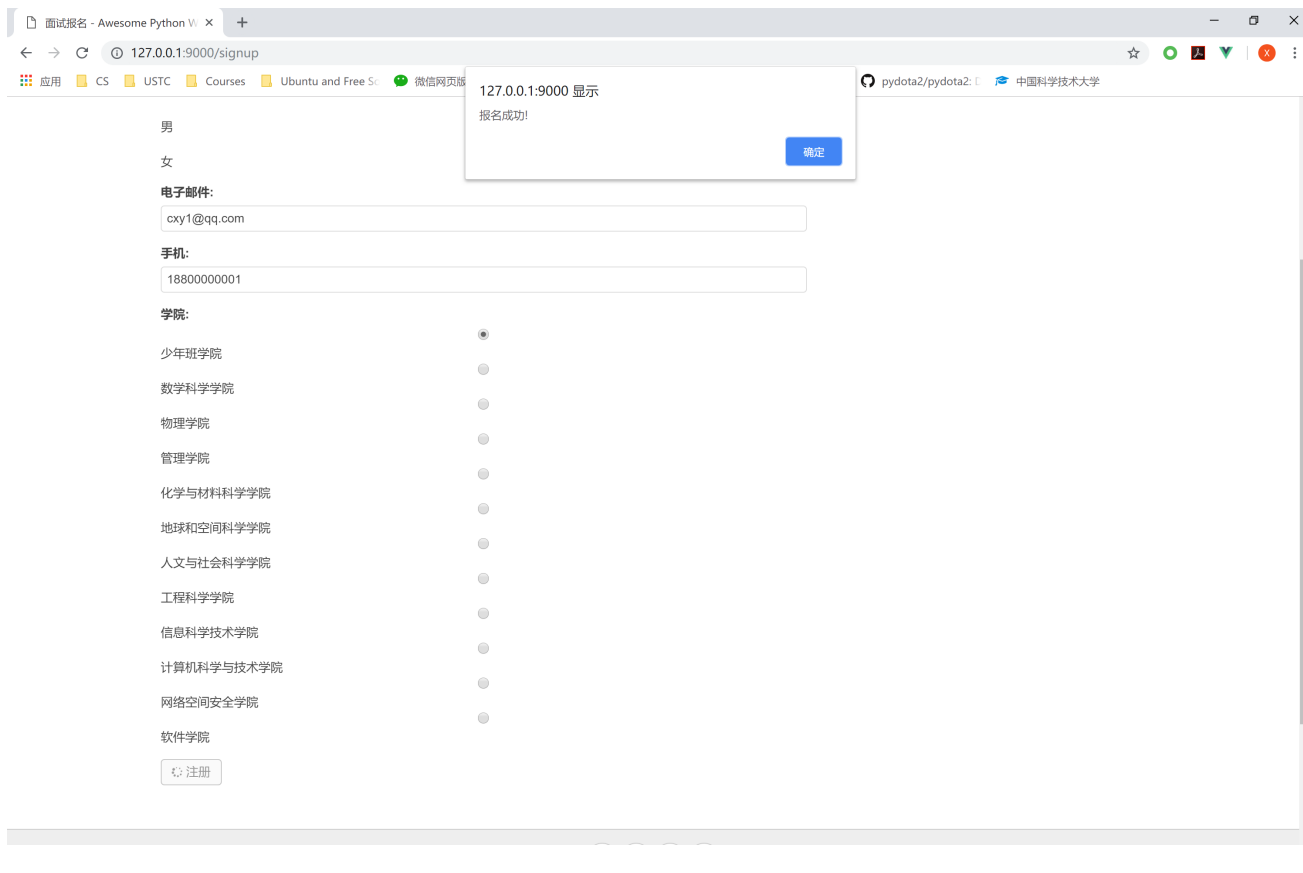 面试报名 - Awesome Python W
127.0.0.1:9000/signup
X
应用 CS USTC Courses Ubuntu and Free Sc 微信网页版 pydota2/pydota2: 中国科学技术大学
127.0.0.1:9000 显示
报名成功!
确定
男
女
电子邮件:
cxy1@qq.com
手机:
18800000001
学院:
少年班学院
数学科学学院
物理学院
管理学院
化学与材料科学学院
地球和空间科学学院
人文与社会科学学院
工程科学学院
信息科学技术学院
计算机科学与技术学院
网络空间安全学院
软件学院
注册